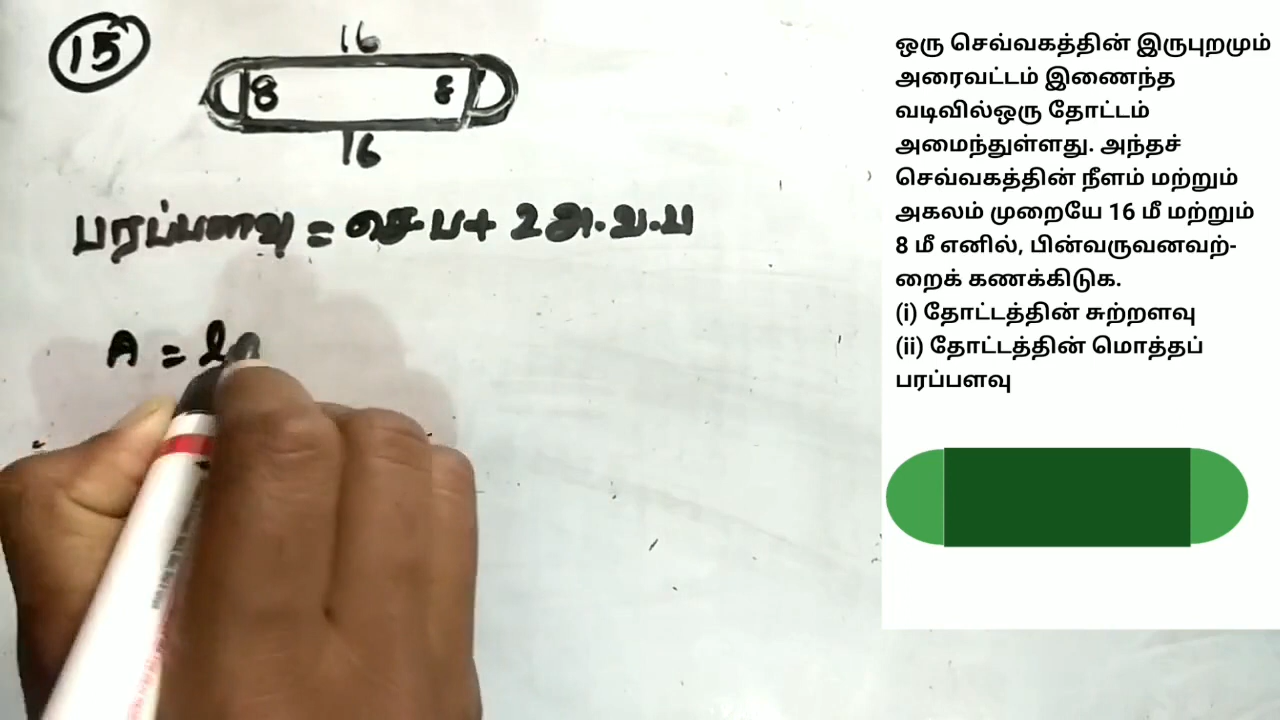 15
16
8 8
16
பரப்பளவு = செ.ப + 2 அ.வ.ப
A =
ஒரு செவ்வகத்தின் இருபுறமும்
அரைவட்டம் இணைந்த
வடிவில்ஒரு தோட்டம்
அமைந்துள்ளது. அந்தச்
செவ்வகத்தின் நீளம் மற்றும்
அகலம் முறையே 16 மீ மற்றும்
8 மீ எனில், பின்வருவனவற்-
றைக் கணக்கிடுக.
(i) தோட்டத்தின் சுற்றளவு
(ii) தோட்டத்தின் மொத்தப்
பரப்பளவு